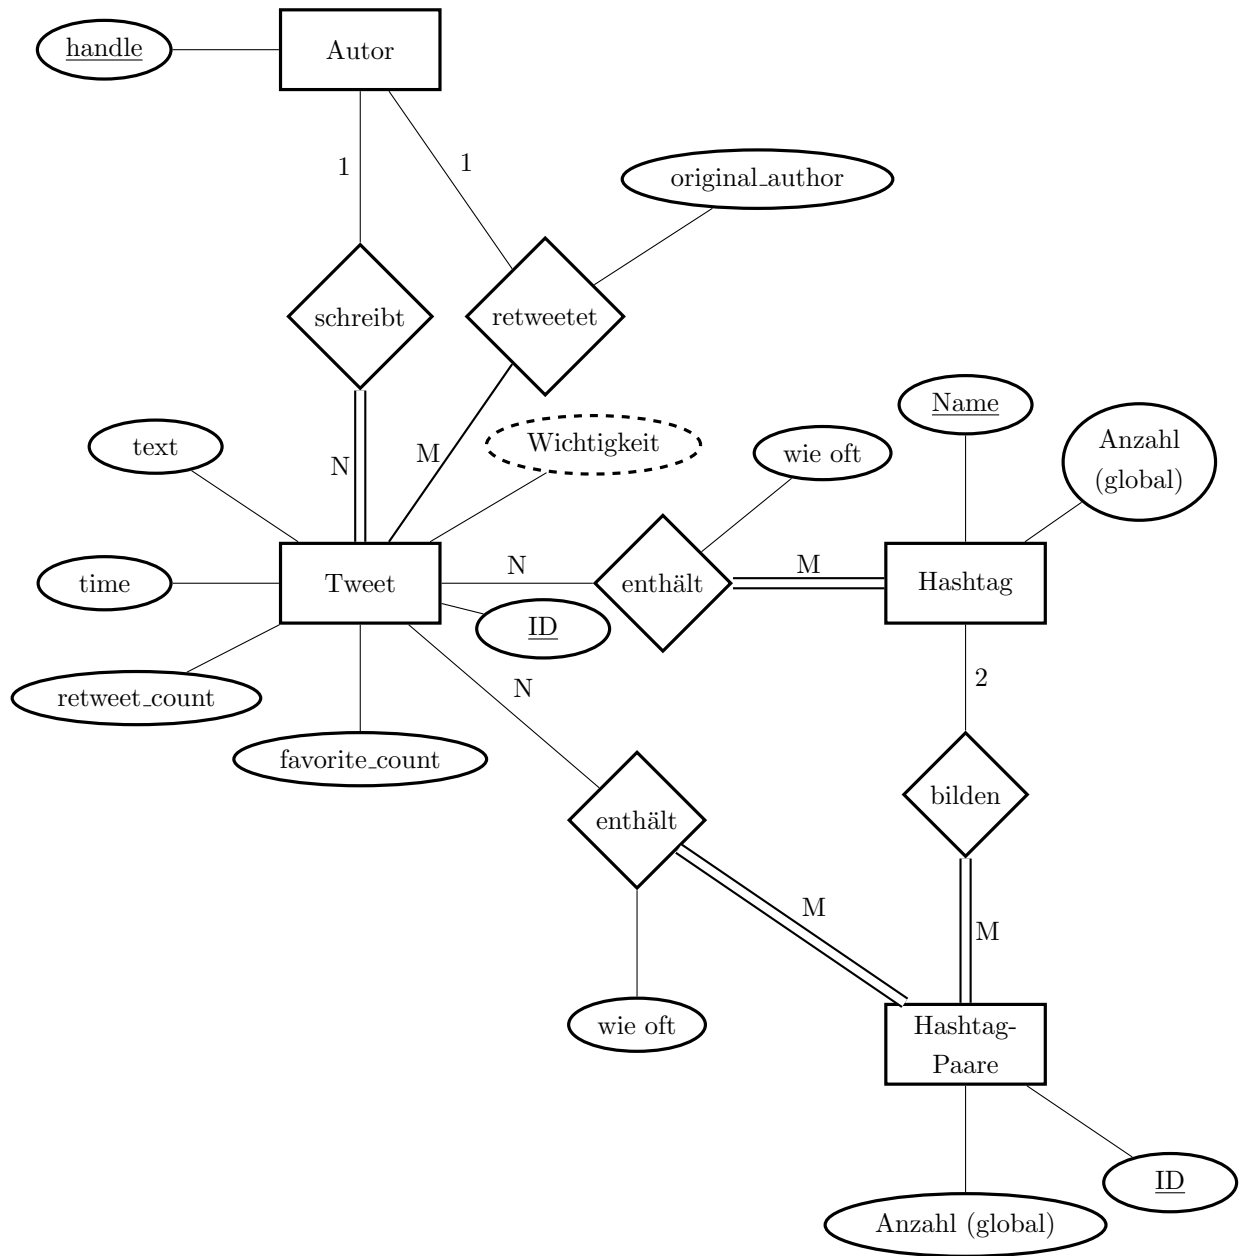 handle
Autor
1
1
original_author
schreibt
retweetet
Name
Anzahl
(global)
text
N
M
Wichtigkeit
wie oft
time
Tweet
N
enthält
M
Hashtag
ID
retweet_count
N
2
favorite_count
enthält
bilden
M
M
wie oft
Hashtag-
Paare
ID
Anzahl (global)